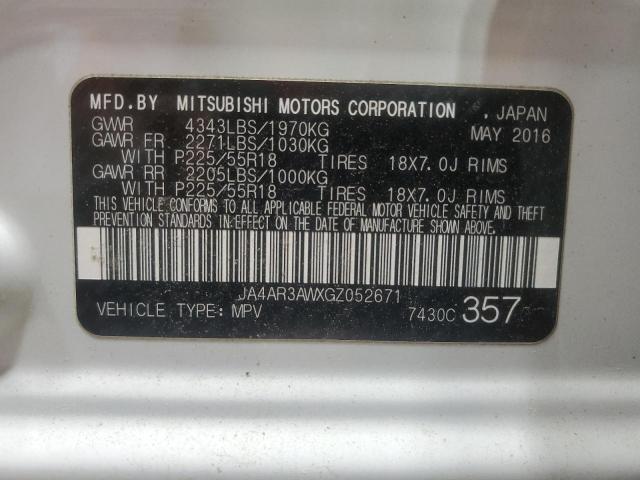 MFD.BY MITSUBISHI MOTORS CORPORATION , JAPAN
GVWR 4343LBS/1970KG MAY 2016
GAWR FR 2271LBS/1030KG
WITH P225/55R18 TIRES 18X7.0J RIMS
GAWR RR 2205LBS/1000KG
WITH P225/55R18 TIRES 18X7.0J RIMS
THIS VEHICLE CONFORMS TO ALL APPLICABLE FEDERAL MOTOR VEHICLE SAFETY AND THEFT
PREVENTION STANDARDS IN EFFECT ON THE DATE OF MANUFACTURE SHOWN ABOVE.
JA4AR3AWXGZ052671
VEHICLE TYPE: MPV 7430C 357